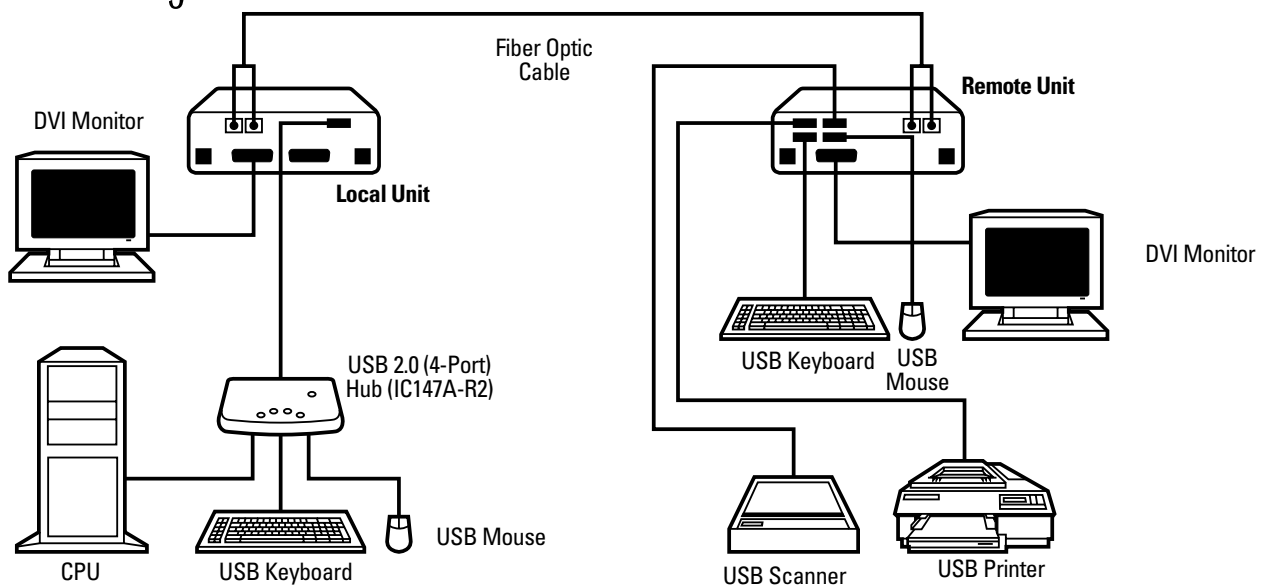 Fiber Optic
Cable
Remote Unit
DVI Monitor
Local Unit
DVI Monitor
USB 2.0 (4-Port)
Hub (IC147A-R2)
USB Keyboard
USB
Mouse
USB Mouse
CPU
USB Keyboard
USB Scanner
USB Printer